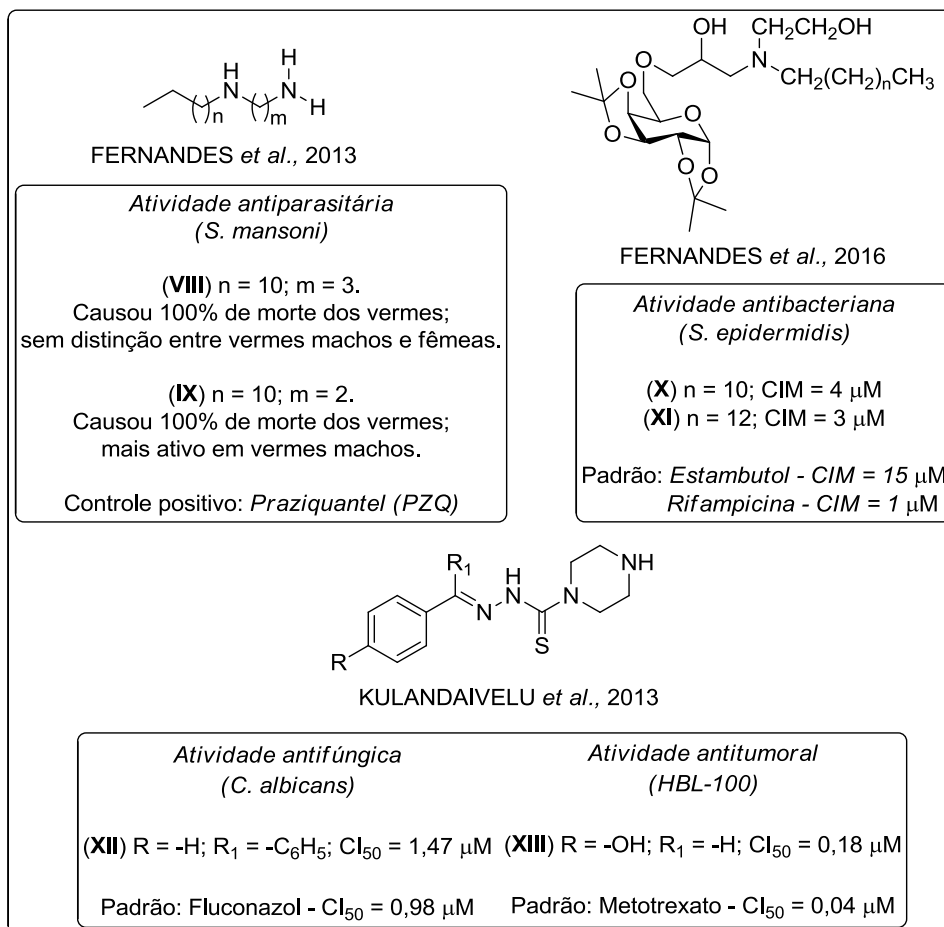 H
N
H
N
H
n
m
FERNANDES et al., 2013
Atividade antiparasitária
(S. mansoni)
(VIII) n = 10; m = 3.
Causou 100% de morte dos vermes;
sem distinção entre vermes machos e fêmeas.
(IX) n = 10; m = 2.
Causou 100% de morte dos vermes;
mais ativo em vermes machos.
Controle positivo: Praziquantel (PZQ)
OH
CH2CH2OH
N
CH2(CH2)nCH3
O
O
O
O
O
O
FERNANDES et al., 2016
Atividade antibacteriana
(S. epidermidis)
(X) n = 10; CIM = 4 µM
(XI) n = 12; CIM = 3 µM
Padrão: Estambutol - CIM = 15 µM
Rifampicina - CIM = 1 µM
R1
H
N
N
N
NH
S
R
KULANDAIVELU et al., 2013
Atividade antifúngica
(C. albicans)
(XII) R = -H; R1 = -C6H5; CI50 = 1,47 µM
Padrão: Fluconazol - CI50 = 0,98 µM
Atividade antitumoral
(HBL-100)
(XIII) R = -OH; R1 = -H; CI50 = 0,18 µM
Padrão: Metotrexato - CI50 = 0,04 µM